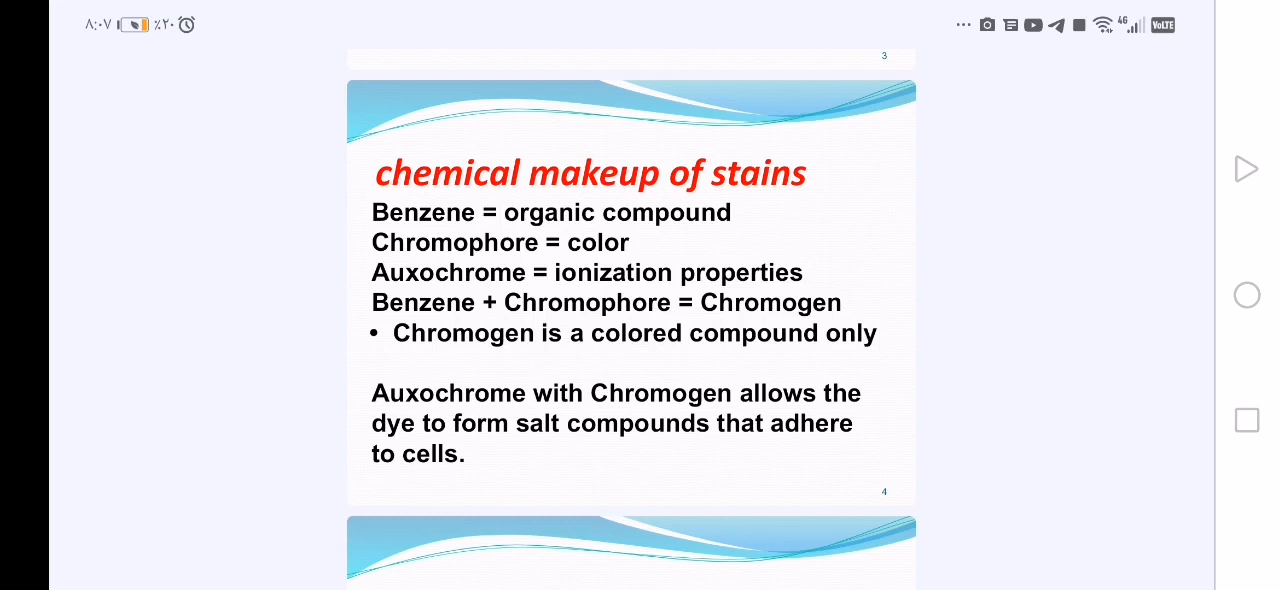 ٨:٠٧ ٪٢٠ 4G VoLTE
3
chemical makeup of stains
Benzene = organic compound
Chromophore = color
Auxochrome = ionization properties
Benzene + Chromophore = Chromogen
• Chromogen is a colored compound only
Auxochrome with Chromogen allows the
dye to form salt compounds that adhere
to cells.
4